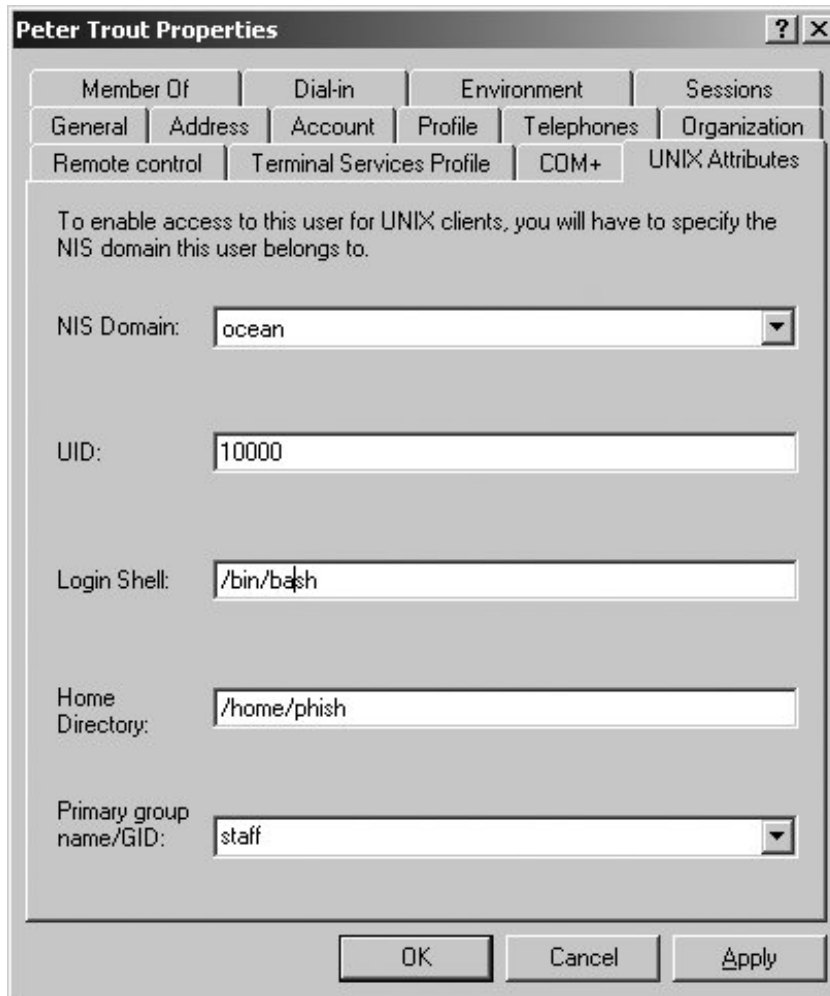 Peter Trout Properties
Member Of Dial-in Environment Sessions
General Address Account Profile Telephones Organization
Remote control Terminal Services Profile COM+ UNIX Attributes
To enable access to this user for UNIX clients, you will have to specify the
NIS domain this user belongs to.
NIS Domain: ocean
UID: 10000
Login Shell: /bin/bash
Home
Directory: /home/phish
Primary group
name/GID: staff
OK Cancel Apply